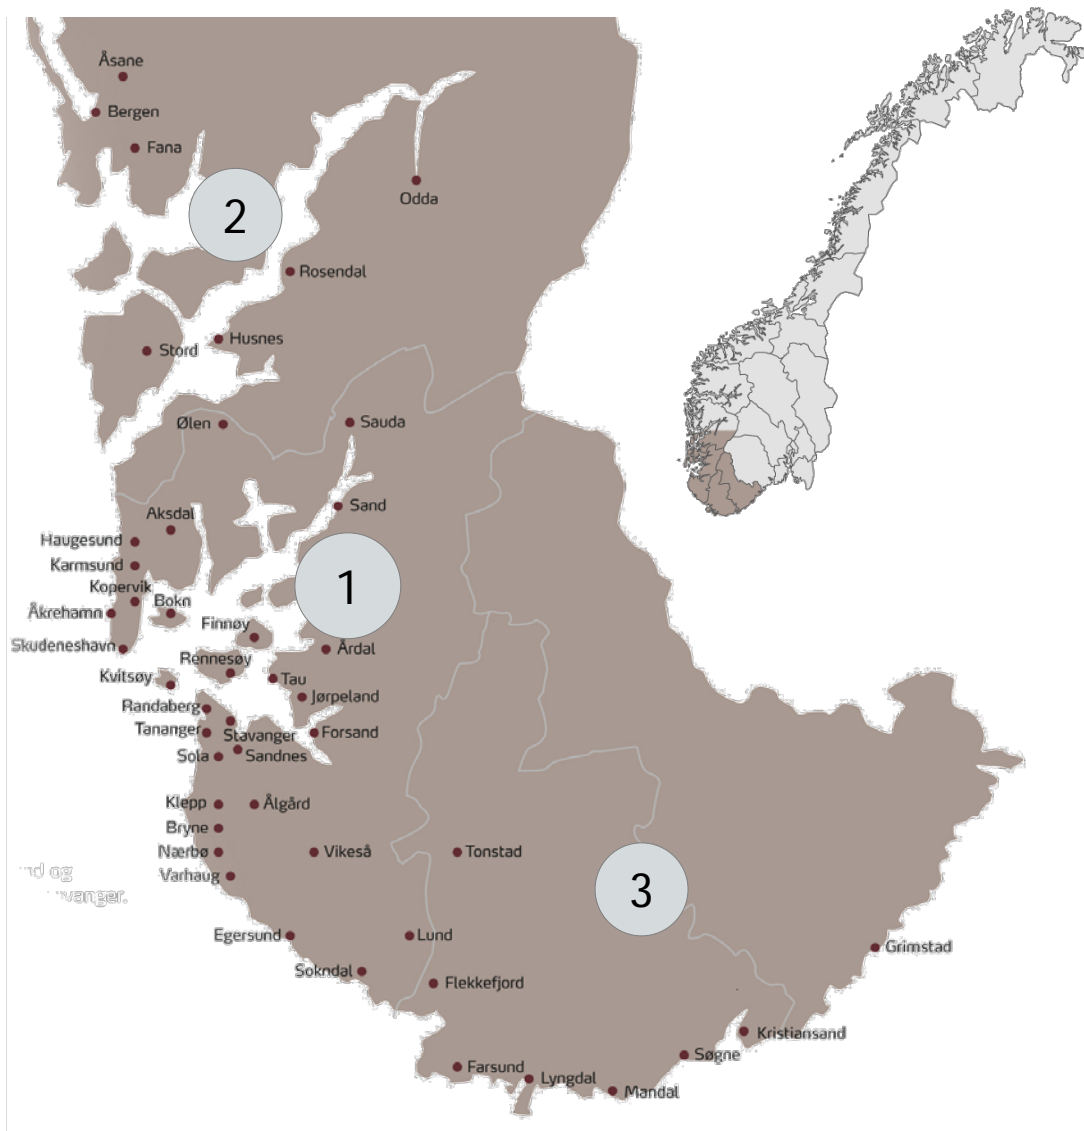 Åsane
Bergen
Fana
Odda
2
Rosendal
Husnes
Stord
Ølen
Sauda
Sand
Aksdal
Haugesund
Karmsund
Kopervik
Bokn
Åkrehamn
1
Finnøy
Skudeneshavn
Årdal
Rennesøy
Kvitsøy
Tau
Jørpeland
Randaberg
Tananger
Stavanger
Forsand
Sola
Sandnes
Klepp
Ålgård
Bryne
Nærbø
Vikeså
Tonstad
Varhaug
og
vanger.
3
Egersund
Lund
Grimstad
Sokndal
Flekkefjord
Kristiansand
Søgne
Farsund
Lyngdal
Mandal